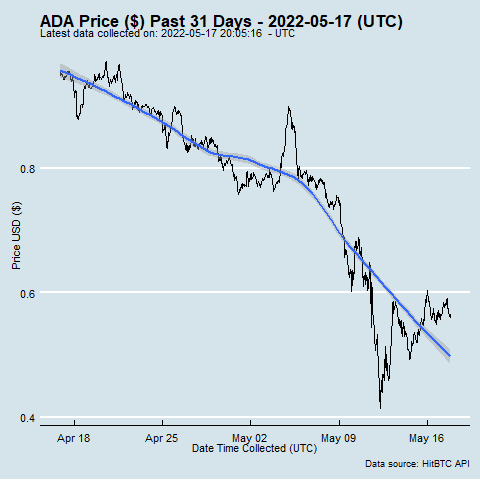 ADA Price ($) Past 31 Days - 2022-05-17 (UTC)
Latest data collected on: 2022-05-17 20:05:16 - UTC
Price USD ($)
0.8
0.6
0.4
Apr 18 Apr 25 May 02 May 09 May 16
Date Time Collected (UTC)
Data source: HitBTC API